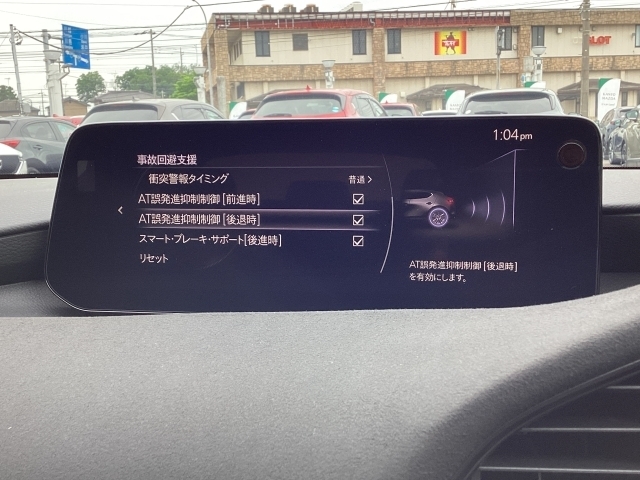 1:04pm
事故回避支援
衝突警報タイミング 普通
AT誤発進抑制制御 [前進時]
AT誤発進抑制制御 [後退時]
スマート・ブレーキ・サポート[後進時]
リセット
AT誤発進抑制制御 [後退時]
を有効にします。